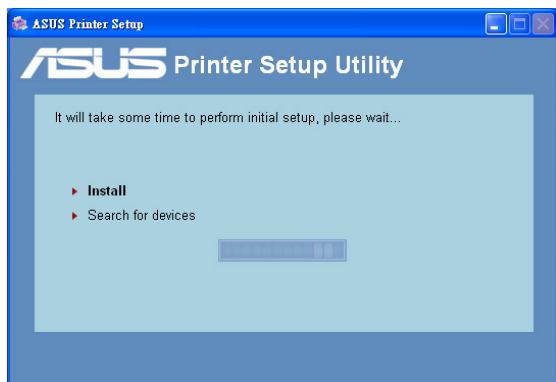 ASUS Printer Setup
ASUS Printer Setup Utility
It will take some time to perform initial setup, please wait...
Install
Search for devices